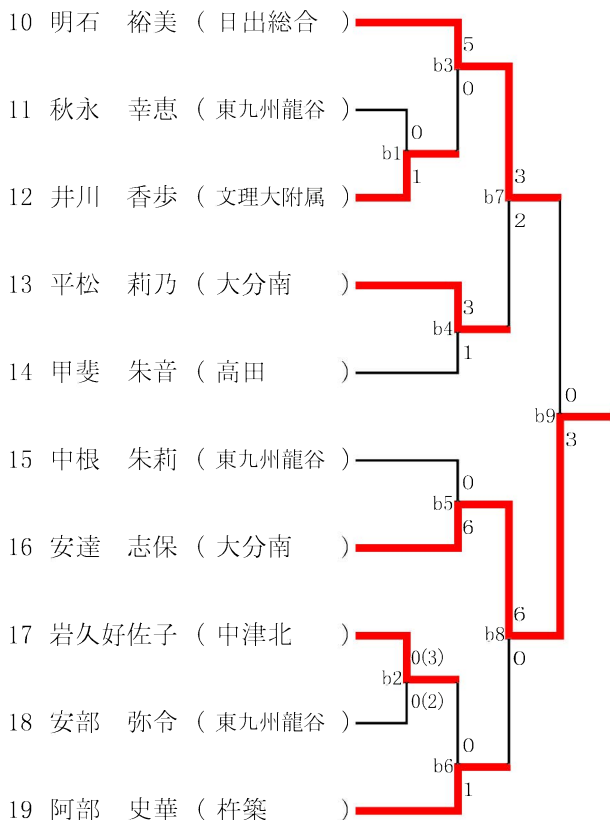 10 明石 裕美 ( 日出総合 )
5
b3
0
11 秋永 幸恵 ( 東九州龍谷 )
0
b1
1
12 井川 香歩 ( 文理大附属 )
3
b7
2
13 平松 莉乃 ( 大分南 )
3
b4
1
14 甲斐 朱音 ( 高田 )
0
b9
3
15 中根 朱莉 ( 東九州龍谷 )
0
b5
6
16 安達 志保 ( 大分南 )
6
b8
0
17 岩久好佐子 ( 中津北 )
0(3)
b2
0(2)
18 安部 弥令 ( 東九州龍谷 )
0
b6
1
19 阿部 史華 ( 杵築 )